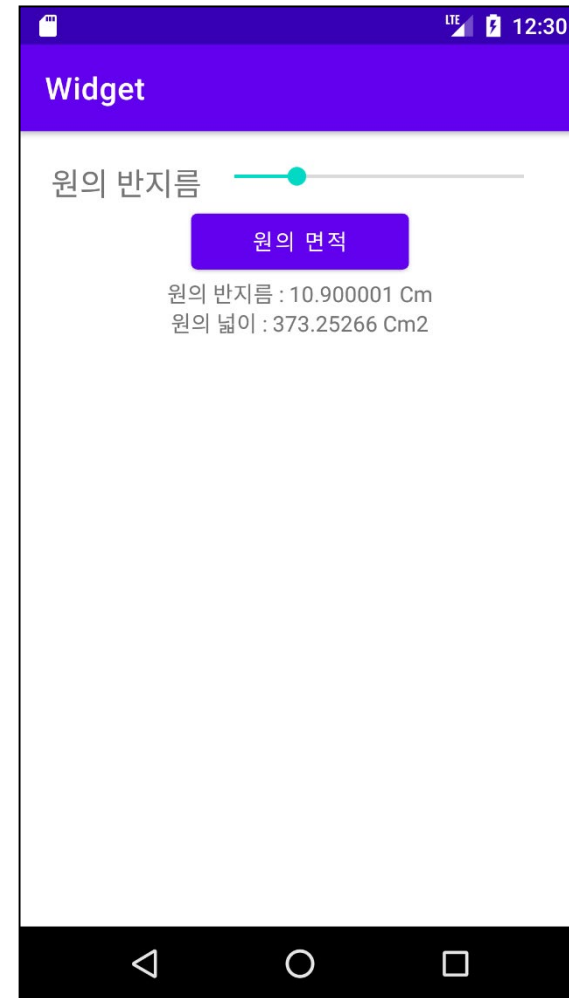 LTE 12:30
Widget
원의 반지름
원의 면적
원의 반지름 : 10.900001 Cm
원의 넓이 : 373.25266 Cm2